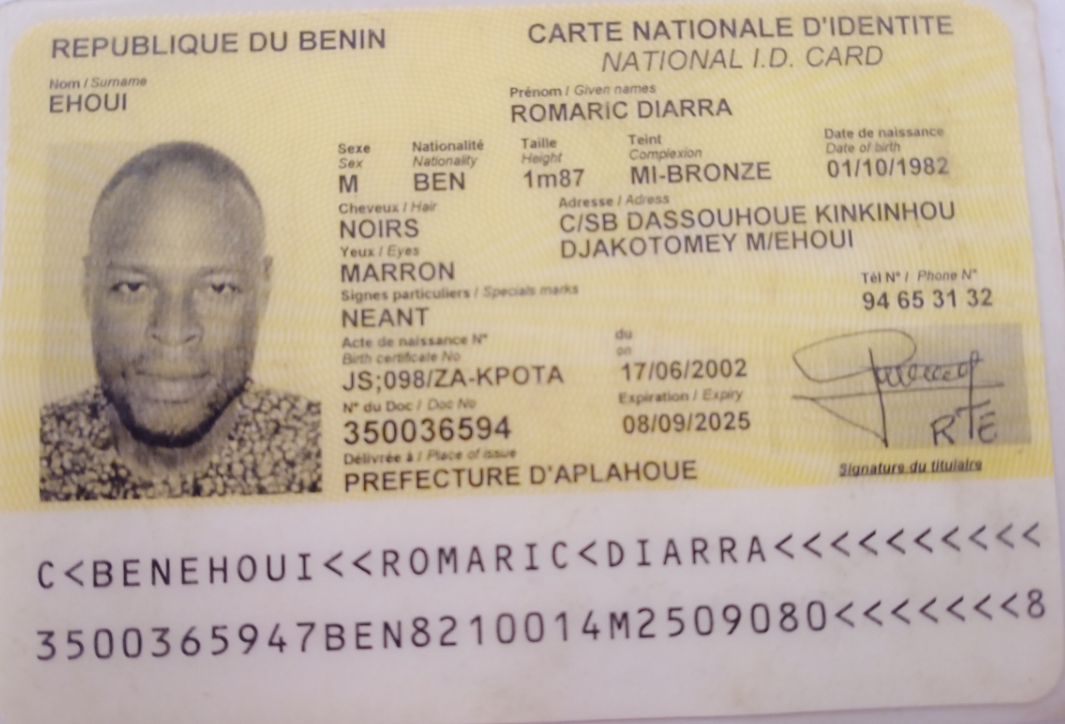 REPUBLIQUE DU BENIN
CARTE NATIONALE D'IDENTITE
NATIONAL I.D. CARD
Nom / Surname
EHOUI
Prénom / Given names
ROMARIC DIARRA
Sexe Nationalité Taille Teint Date de naissance
Sex Nationality Height Complexion Date of birth
M BEN 1m87 MI-BRONZE 01/10/1982
Cheveux / Hair Adresse / Adress
NOIRS C/SB DASSOUHOUE KINKINHOU
Yeux / Eyes DJAKOTOMEY M/EHOUI
MARRON
Tél N° / Phone N°
94 65 31 32
Signes particuliers / Specials marks
NEANT
Acte de naissance N° du
Birth certificate No on
JS;098/ZA-KPOTA 17/06/2002
N° du Doc / Doc No Expiration / Expiry
350036594 08/09/2025
RTE
Délivrée à / Place of issue
PREFECTURE D'APLAHOUE
Signature du titulaire
C<BENEHOUI<<ROMARIC<DIARRA<<<<<<<<<<
3500365947BEN8210014M2509080<<<<<<<8